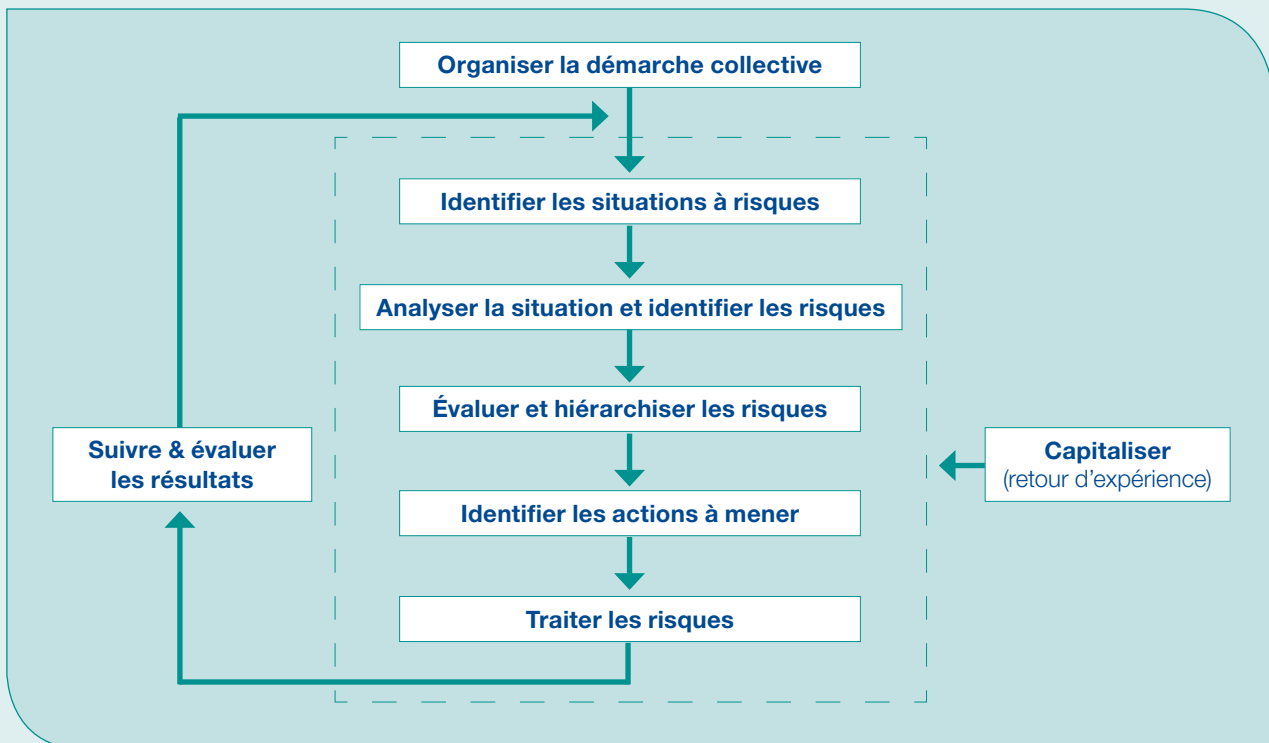 Organiser la démarche collective
Identifier les situations à risques
Analyser la situation et identifier les risques
Évaluer et hiérarchiser les risques
Suivre & évaluer
les résultats
Capitaliser
(retour d’expérience)
Identifier les actions à mener
Traiter les risques